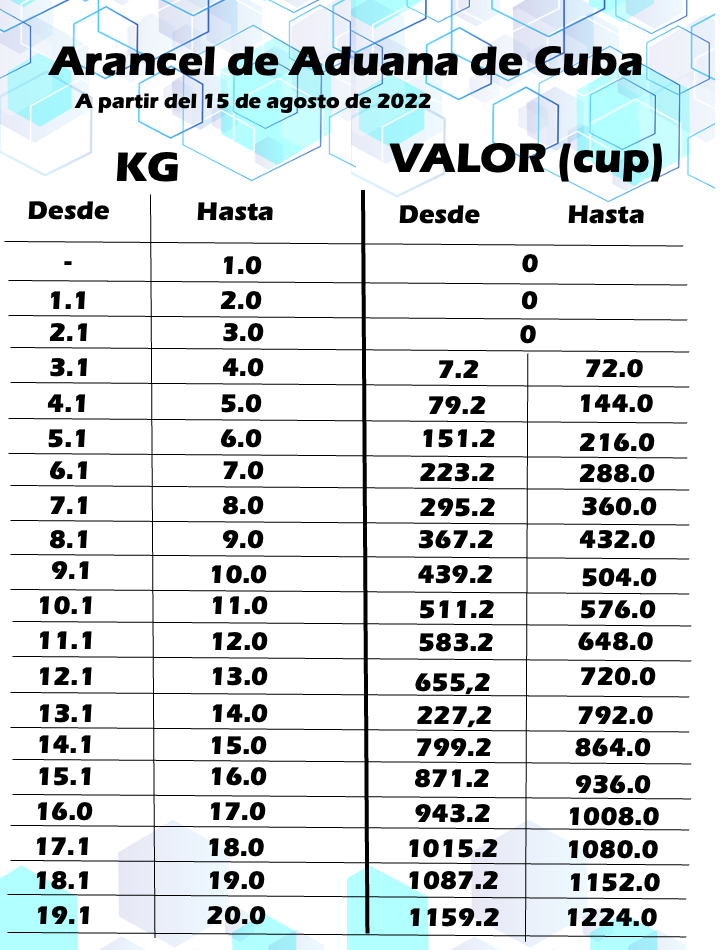 Arancel de Aduana de Cuba
A partir del 15 de agosto de 2022
KG VALOR (cup)
Desde Hasta Desde Hasta
- 1.0 0
1.1 2.0 0
2.1 3.0 0
3.1 4.0 7.2 72.0
4.1 5.0 79.2 144.0
5.1 6.0 151.2 216.0
6.1 7.0 223.2 288.0
7.1 8.0 295.2 360.0
8.1 9.0 367.2 432.0
9.1 10.0 439.2 504.0
10.1 11.0 511.2 576.0
11.1 12.0 583.2 648.0
12.1 13.0 655,2 720.0
13.1 14.0 227,2 792.0
14.1 15.0 799.2 864.0
15.1 16.0 871.2 936.0
16.0 17.0 943.2 1008.0
17.1 18.0 1015.2 1080.0
18.1 19.0 1087.2 1152.0
19.1 20.0 1159.2 1224.0